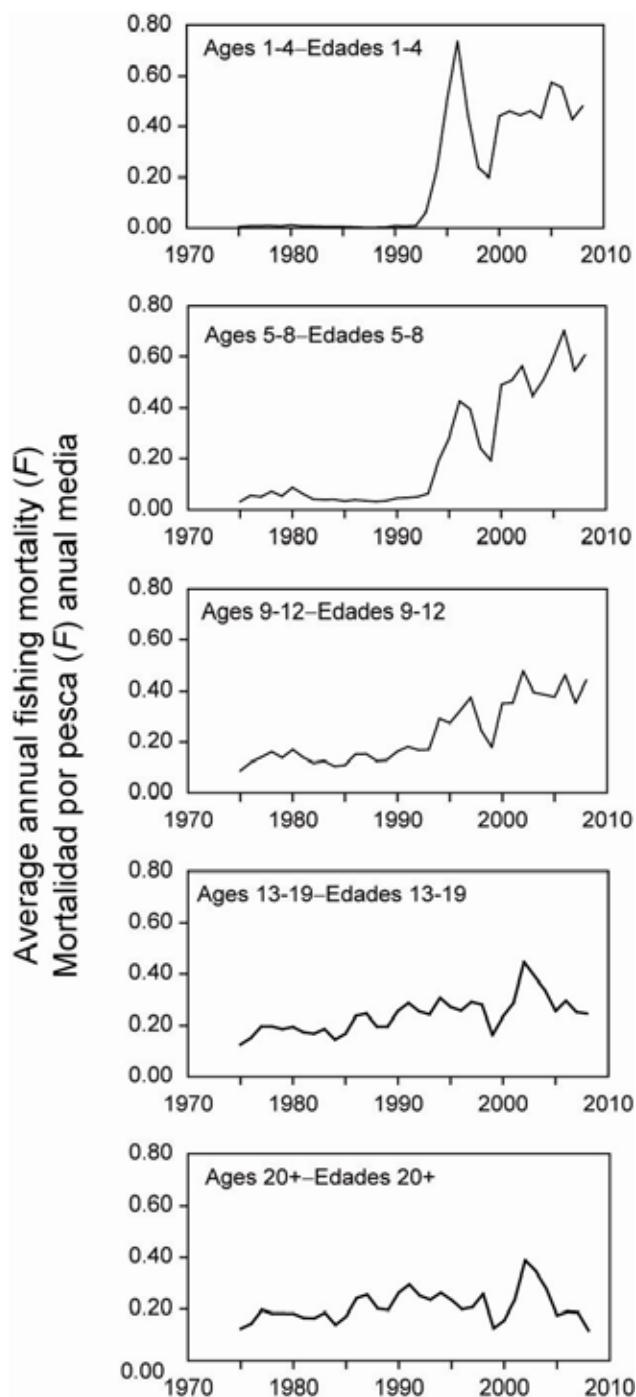 Average annual fishing mortality (F)
Mortalidad por pesca (F) anual media
0.80
Ages 1-4–Edades 1-4
0.60
0.40
0.20
0.00
1970 1980 1990 2000 2010
0.80
Ages 5-8–Edades 5-8
0.60
0.40
0.20
0.00
1970 1980 1990 2000 2010
0.80
Ages 9-12–Edades 9-12
0.60
0.40
0.20
0.00
1970 1980 1990 2000 2010
0.80
Ages 13-19–Edades 13-19
0.60
0.40
0.20
0.00
1970 1980 1990 2000 2010
0.80
Ages 20+–Edades 20+
0.60
0.40
0.20
0.00
1970 1980 1990 2000 2010